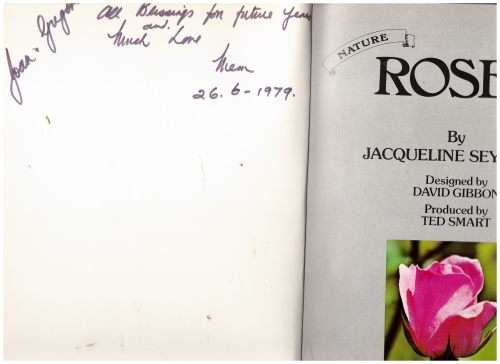 Joan & Gregor
All Blessings for future Years
and
Much Love
Mum
26.6-1979.
NATURE
ROSE
By
JACQUELINE SEY
Designed by
DAVID GIBBON
Produced by
TED SMART